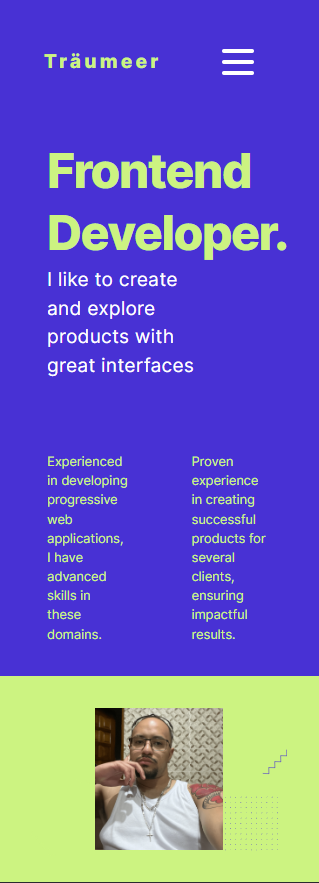 Träumeer
Frontend
Developer.
I like to create
and explore
products with
great interfaces
Experienced
in developing
progressive
web
applications,
I have
advanced
skills in
these
domains.
Proven
experience
in creating
successful
products for
several
clients,
ensuring
impactful
results.